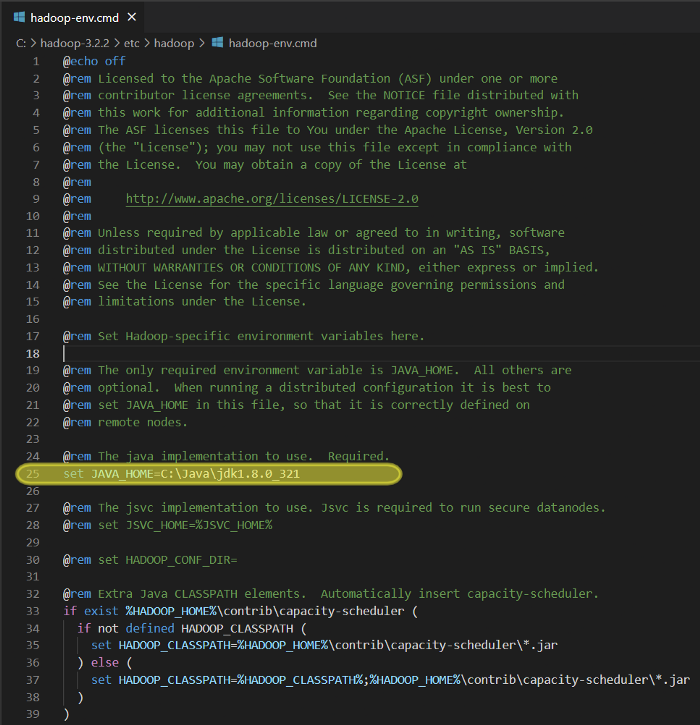 hadoop-env.cmd ×
C: > hadoop-3.2.2 > etc > hadoop > hadoop-env.cmd
1 @echo off
2 @rem Licensed to the Apache Software Foundation (ASF) under one or more
3 @rem contributor license agreements.  See the NOTICE file distributed with
4 @rem this work for additional information regarding copyright ownership.
5 @rem The ASF licenses this file to You under the Apache License, Version 2.0
6 @rem (the "License"); you may not use this file except in compliance with
7 @rem the License.  You may obtain a copy of the License at
8 @rem
9 @rem     http://www.apache.org/licenses/LICENSE-2.0
10 @rem
11 @rem Unless required by applicable law or agreed to in writing, software
12 @rem distributed under the License is distributed on an "AS IS" BASIS,
13 @rem WITHOUT WARRANTIES OR CONDITIONS OF ANY KIND, either express or implied.
14 @rem See the License for the specific language governing permissions and
15 @rem limitations under the License.
16
17 @rem Set Hadoop-specific environment variables here.
18
19 @rem The only required environment variable is JAVA_HOME.  All others are
20 @rem optional.  When running a distributed configuration it is best to
21 @rem set JAVA_HOME in this file, so that it is correctly defined on
22 @rem remote nodes.
23
24 @rem The java implementation to use.  Required.
25 set JAVA_HOME=C:\Java\jdk1.8.0_321
26
27 @rem The jsvc implementation to use. Jsvc is required to run secure datanodes.
28 @rem set JSVC_HOME=%JSVC_HOME%
29
30 @rem set HADOOP_CONF_DIR=
31
32 @rem Extra Java CLASSPATH elements.  Automatically insert capacity-scheduler.
33 if exist %HADOOP_HOME%\contrib\capacity-scheduler (
34   if not defined HADOOP_CLASSPATH (
35     set HADOOP_CLASSPATH=%HADOOP_HOME%\contrib\capacity-scheduler\*.jar
36   ) else (
37     set HADOOP_CLASSPATH=%HADOOP_CLASSPATH%;%HADOOP_HOME%\contrib\capacity-scheduler\*.jar
38   )
39 )